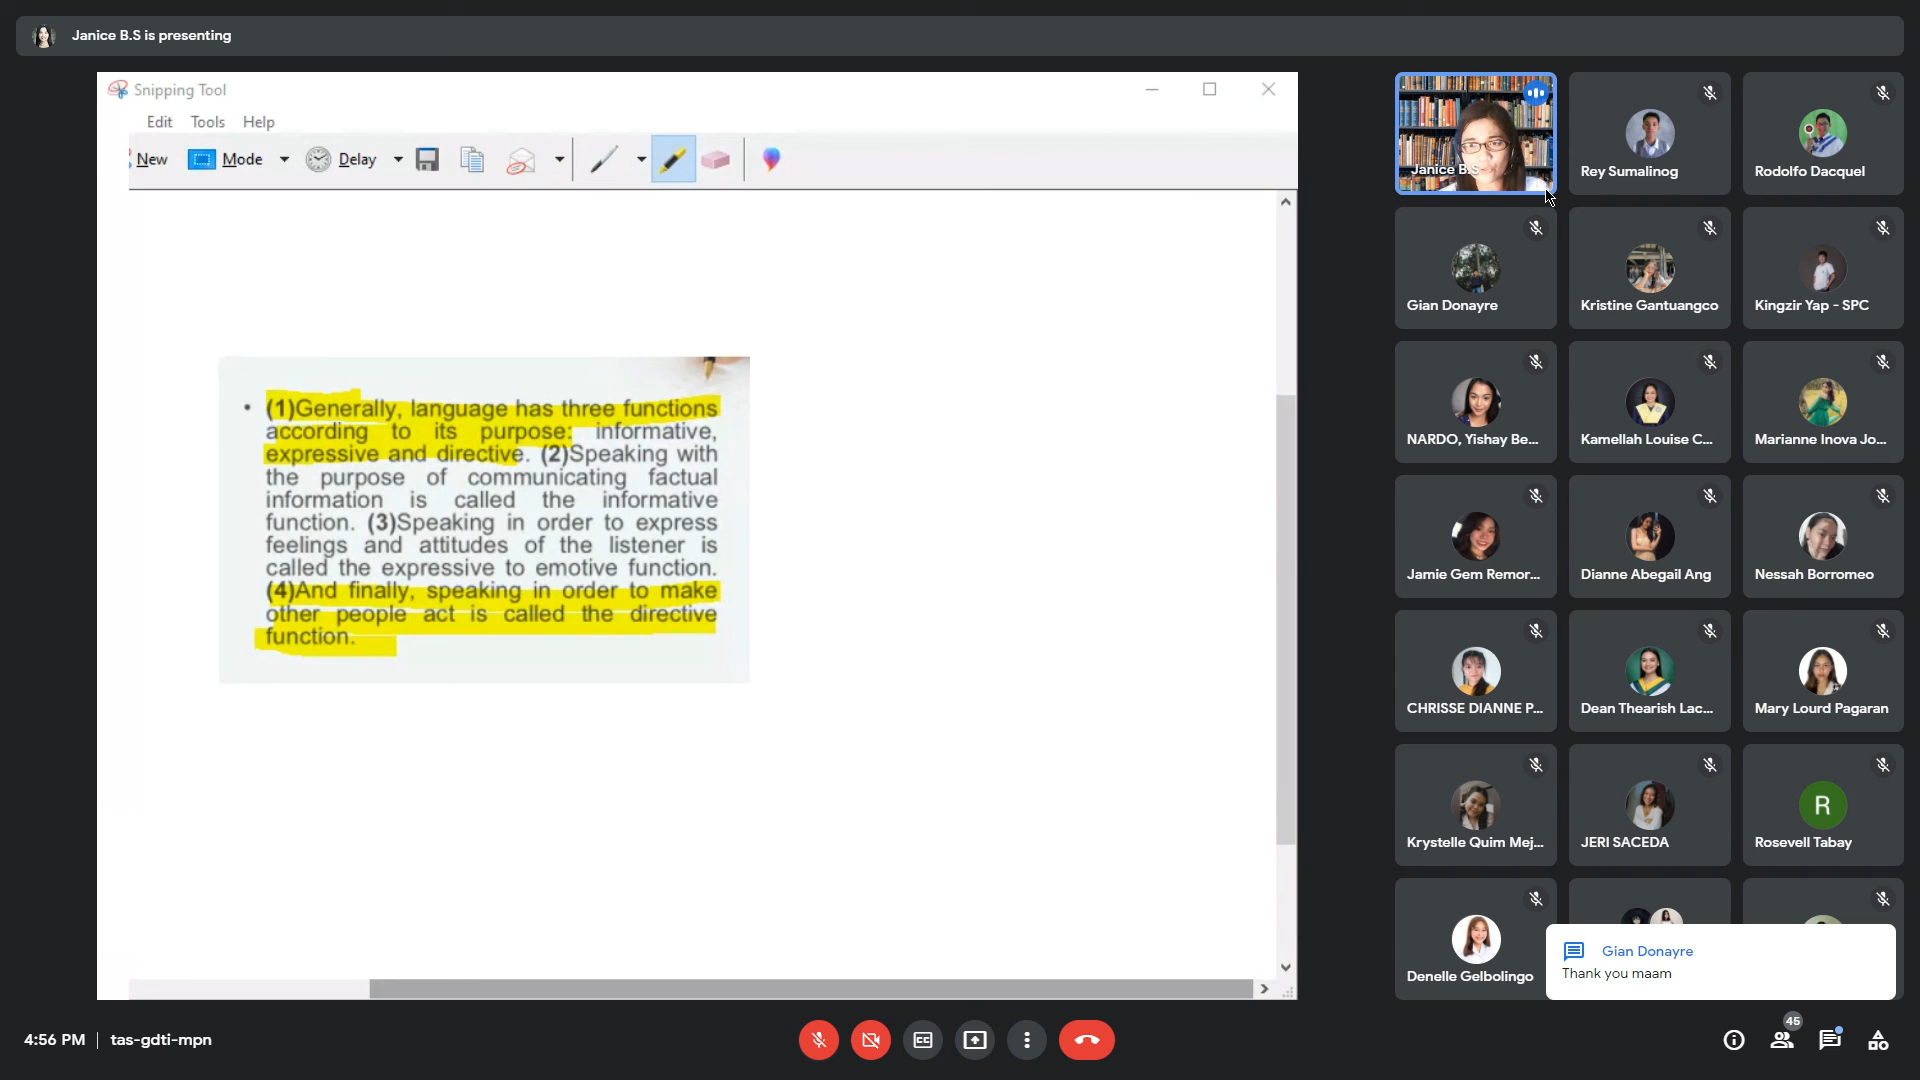 Janice B.S is presenting
Snipping Tool
Edit Tools Help
New Mode Delay
• (1)Generally, language has three functions
according to its purpose: informative,
expressive and directive. (2)Speaking with
the purpose of communicating factual
information is called the informative
function. (3)Speaking in order to express
feelings and attitudes of the listener is
called the expressive to emotive function.
(4)And finally, speaking in order to make
other people act is called the directive
function.
Janice B.S
Rey Sumalinog
Rodolfo Dacquel
Gian Donayre
Kristine Gantuangco
Kingzir Yap - SPC
NARDO, Yishay Be...
Kamellah Louise C...
Marianne Inova Jo...
Jamie Gem Remor...
Dianne Abegail Ang
Nessah Borromeo
CHRISSE DIANNE P...
Dean Thearish Lac...
Mary Lourd Pagaran
Krystelle Quim Mej...
JERI SACEDA
R
Rosevell Tabay
Denelle Gelbolingo
Gian Donayre
Thank you maam
4:56 PM | tas-gdti-mpn
CC
45